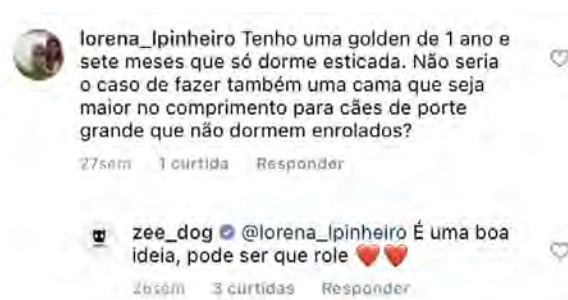 lorena_lpinheiro Tenho uma golden de 1 ano e
sete meses que só dorme esticada. Não seria
o caso de fazer também uma cama que seja
maior no comprimento para cães de porte
grande que não dormem enrolados?
27sem 1 curtida Responder
zee_dog @lorena_lpinheiro É uma boa
ideia, pode ser que role ❤️❤️
26sem 3 curtidas Responder